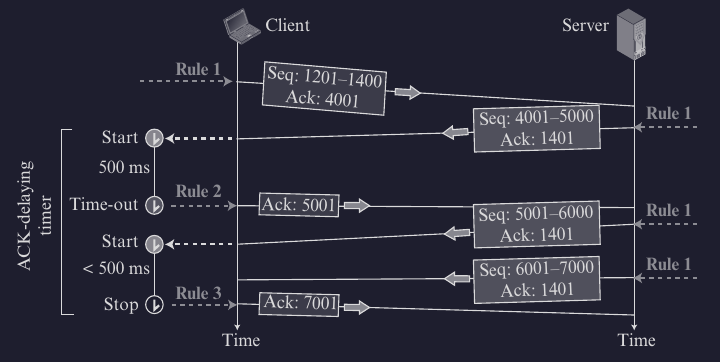 Client
Server
Rule 1
Seq: 1201–1400
Ack: 4001
Seq: 4001–5000
Ack: 1401
Rule 1
Start
500 ms
Time-out
Rule 2
Ack: 5001
Seq: 5001–6000
Ack: 1401
Rule 1
Start
< 500 ms
Seq: 6001–7000
Ack: 1401
Rule 1
Stop
Rule 3
Ack: 7001
ACK-delaying
timer
Time
Time